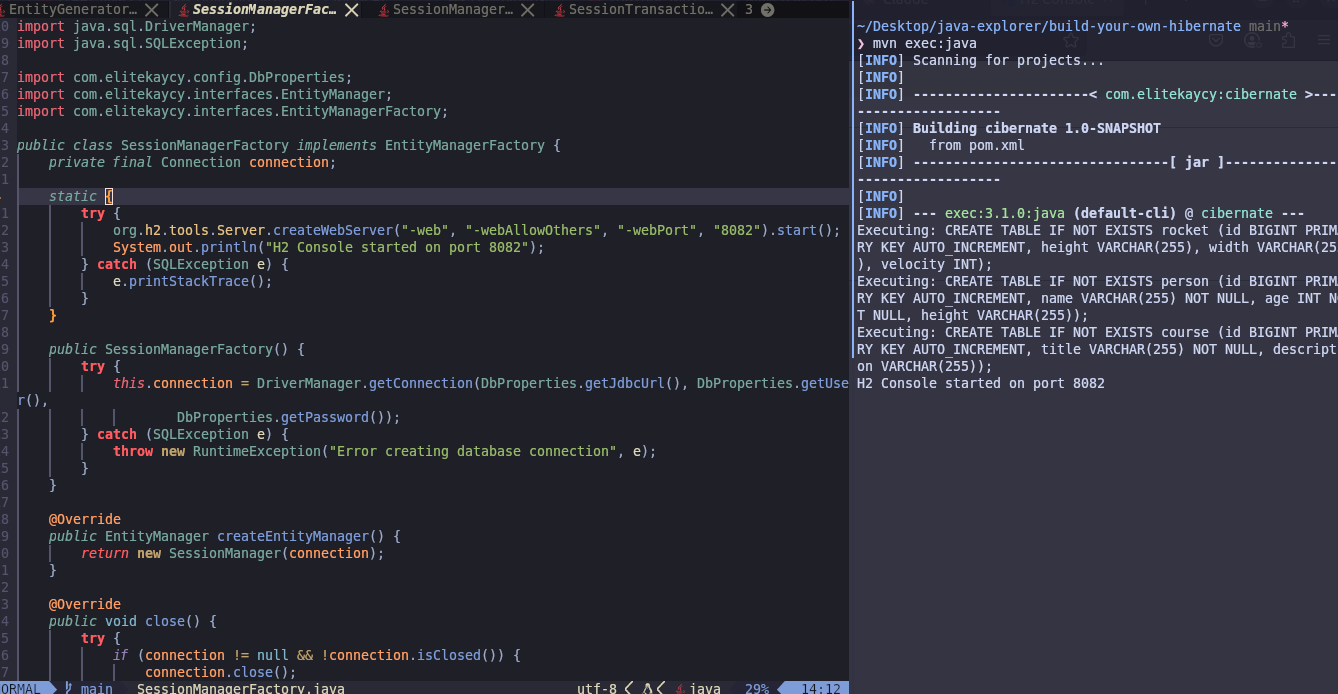 EntityGenerator... SessionManagerFac... SessionManager... SessionTransactio... 3
0 import java.sql.DriverManager;
9 import java.sql.SQLException;
8
7 import com.elitekaycy.config.DbProperties;
6 import com.elitekaycy.interfaces.EntityManager;
5 import com.elitekaycy.interfaces.EntityManagerFactory;
4
3 public class SessionManagerFactory implements EntityManagerFactory {
2 private final Connection connection;
1
static {
1 try {
2 org.h2.tools.Server.createWebServer("-web", "-webAllowOthers", "-webPort", "8082").start();
3 System.out.println("H2 Console started on port 8082");
4 } catch (SQLException e) {
5 e.printStackTrace();
6 }
7 }
8
9 public SessionManagerFactory() {
0 try {
1 this.connection = DriverManager.getConnection(DbProperties.getJdbcUrl(), DbProperties.getUse
r(),
2 DbProperties.getPassword());
3 } catch (SQLException e) {
4 throw new RuntimeException("Error creating database connection", e);
5 }
6 }
7
8 @Override
9 public EntityManager createEntityManager() {
0 return new SessionManager(connection);
1 }
2
3 @Override
4 public void close() {
5 try {
6 if (connection != null && !connection.isClosed()) {
7 connection.close();
ORMAL main SessionManagerFactory.java utf-8 java 29% 14:12
~/Desktop/java-explorer/build-your-own-hibernate main*
❯ mvn exec:java
[INFO] Scanning for projects...
[INFO]
[INFO] ----------------------< com.elitekaycy:cibernate >---
------------------
[INFO] Building cibernate 1.0-SNAPSHOT
[INFO] from pom.xml
[INFO] --------------------------------[ jar ]--------------
------------------
[INFO]
[INFO] --- exec:3.1.0:java (default-cli) @ cibernate ---
Executing: CREATE TABLE IF NOT EXISTS rocket (id BIGINT PRIMA
RY KEY AUTO_INCREMENT, height VARCHAR(255), width VARCHAR(25
), velocity INT);
Executing: CREATE TABLE IF NOT EXISTS person (id BIGINT PRIMA
RY KEY AUTO_INCREMENT, name VARCHAR(255) NOT NULL, age INT NO
T NULL, height VARCHAR(255));
Executing: CREATE TABLE IF NOT EXISTS course (id BIGINT PRIMA
RY KEY AUTO_INCREMENT, title VARCHAR(255) NOT NULL, descript
on VARCHAR(255));
H2 Console started on port 8082